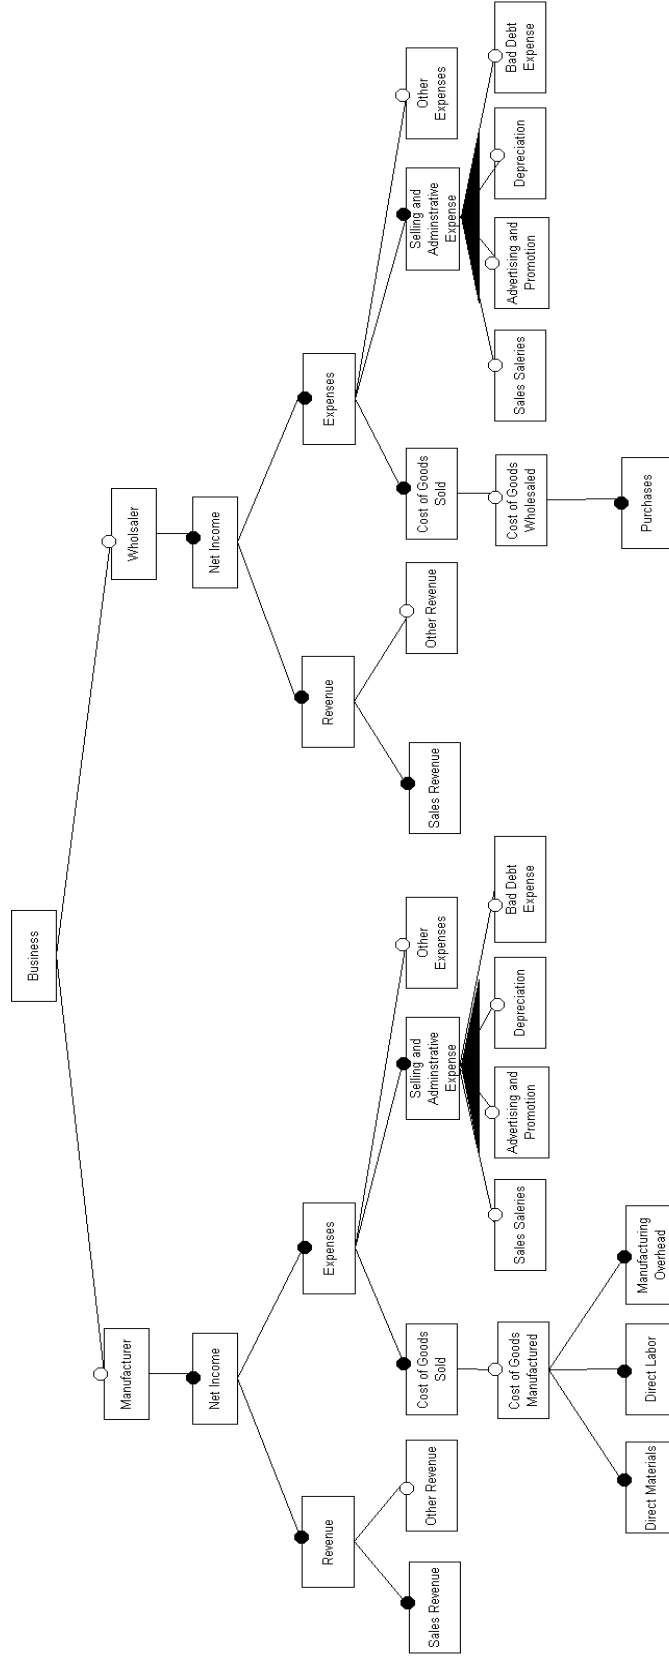 Business
Manufacturer
Wholsaler
Net Income
Net Income
Revenue
Expenses
Revenue
Expenses
Sales Revenue
Other Revenue
Cost of Goods
Sold
Selling and
Adminstrative
Expense
Other
Expenses
Sales Revenue
Other Revenue
Cost of Goods
Sold
Selling and
Adminstrative
Expense
Other
Expenses
Cost of Goods
Manufactured
Sales Saleries
Advertising and
Promotion
Depreciation
Bad Debt
Expense
Cost of Goods
Wholesaled
Sales Saleries
Advertising and
Promotion
Depreciation
Bad Debt
Expense
Direct Materials
Direct Labor
Manufacturing
Overhead
Purchases